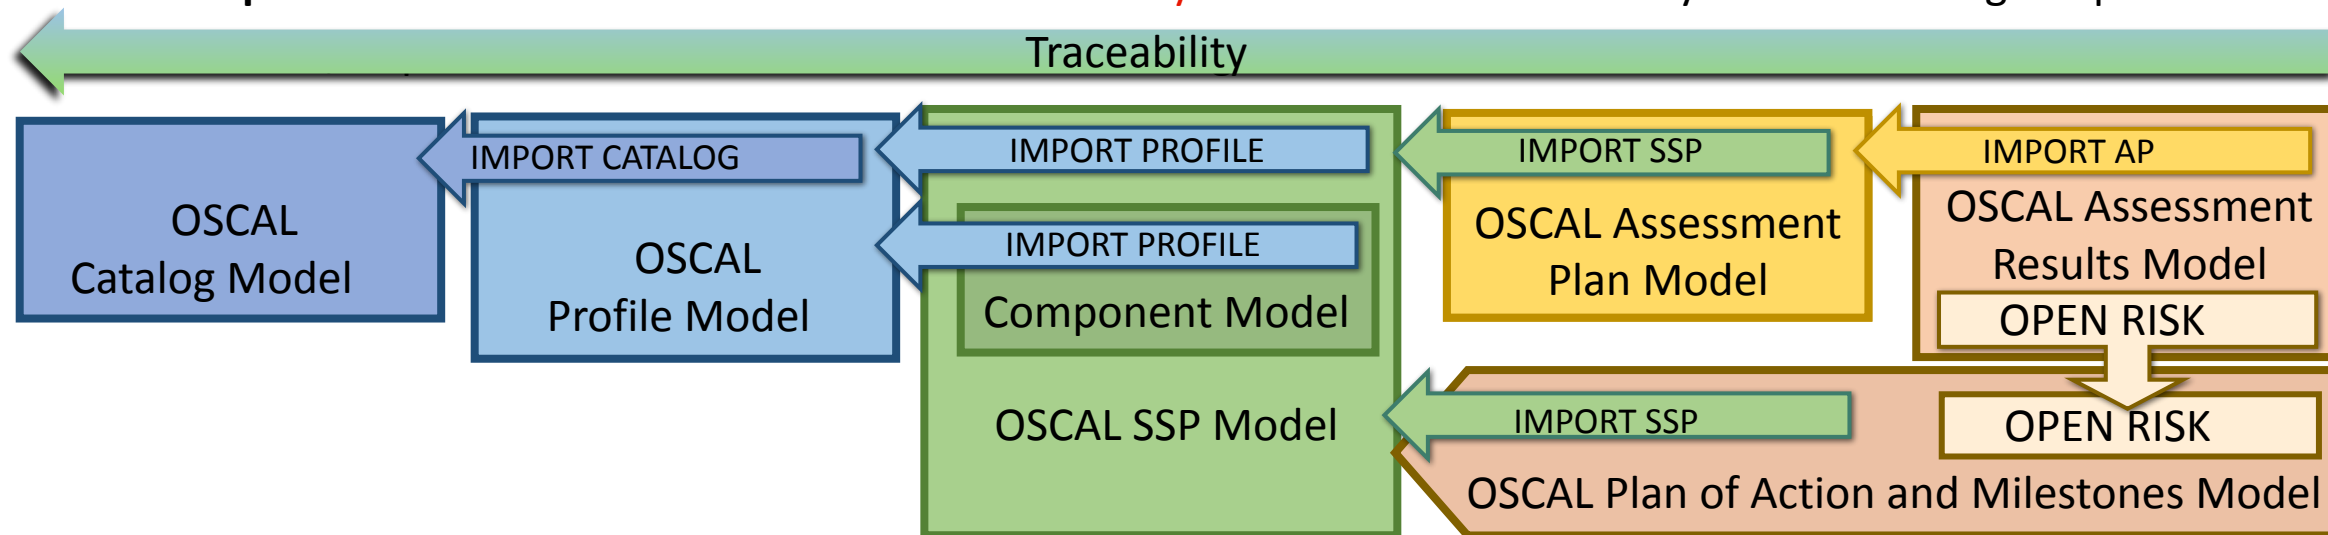 Traceability
IMPORT CATALOG
OSCAL
Catalog Model
IMPORT PROFILE
IMPORT PROFILE
OSCAL
Profile Model
Component Model
OSCAL SSP Model
IMPORT SSP
OSCAL Assessment
Plan Model
IMPORT AP
OSCAL Assessment
Results Model
OPEN RISK
IMPORT SSP
OPEN RISK
OSCAL Plan of Action and Milestones Model